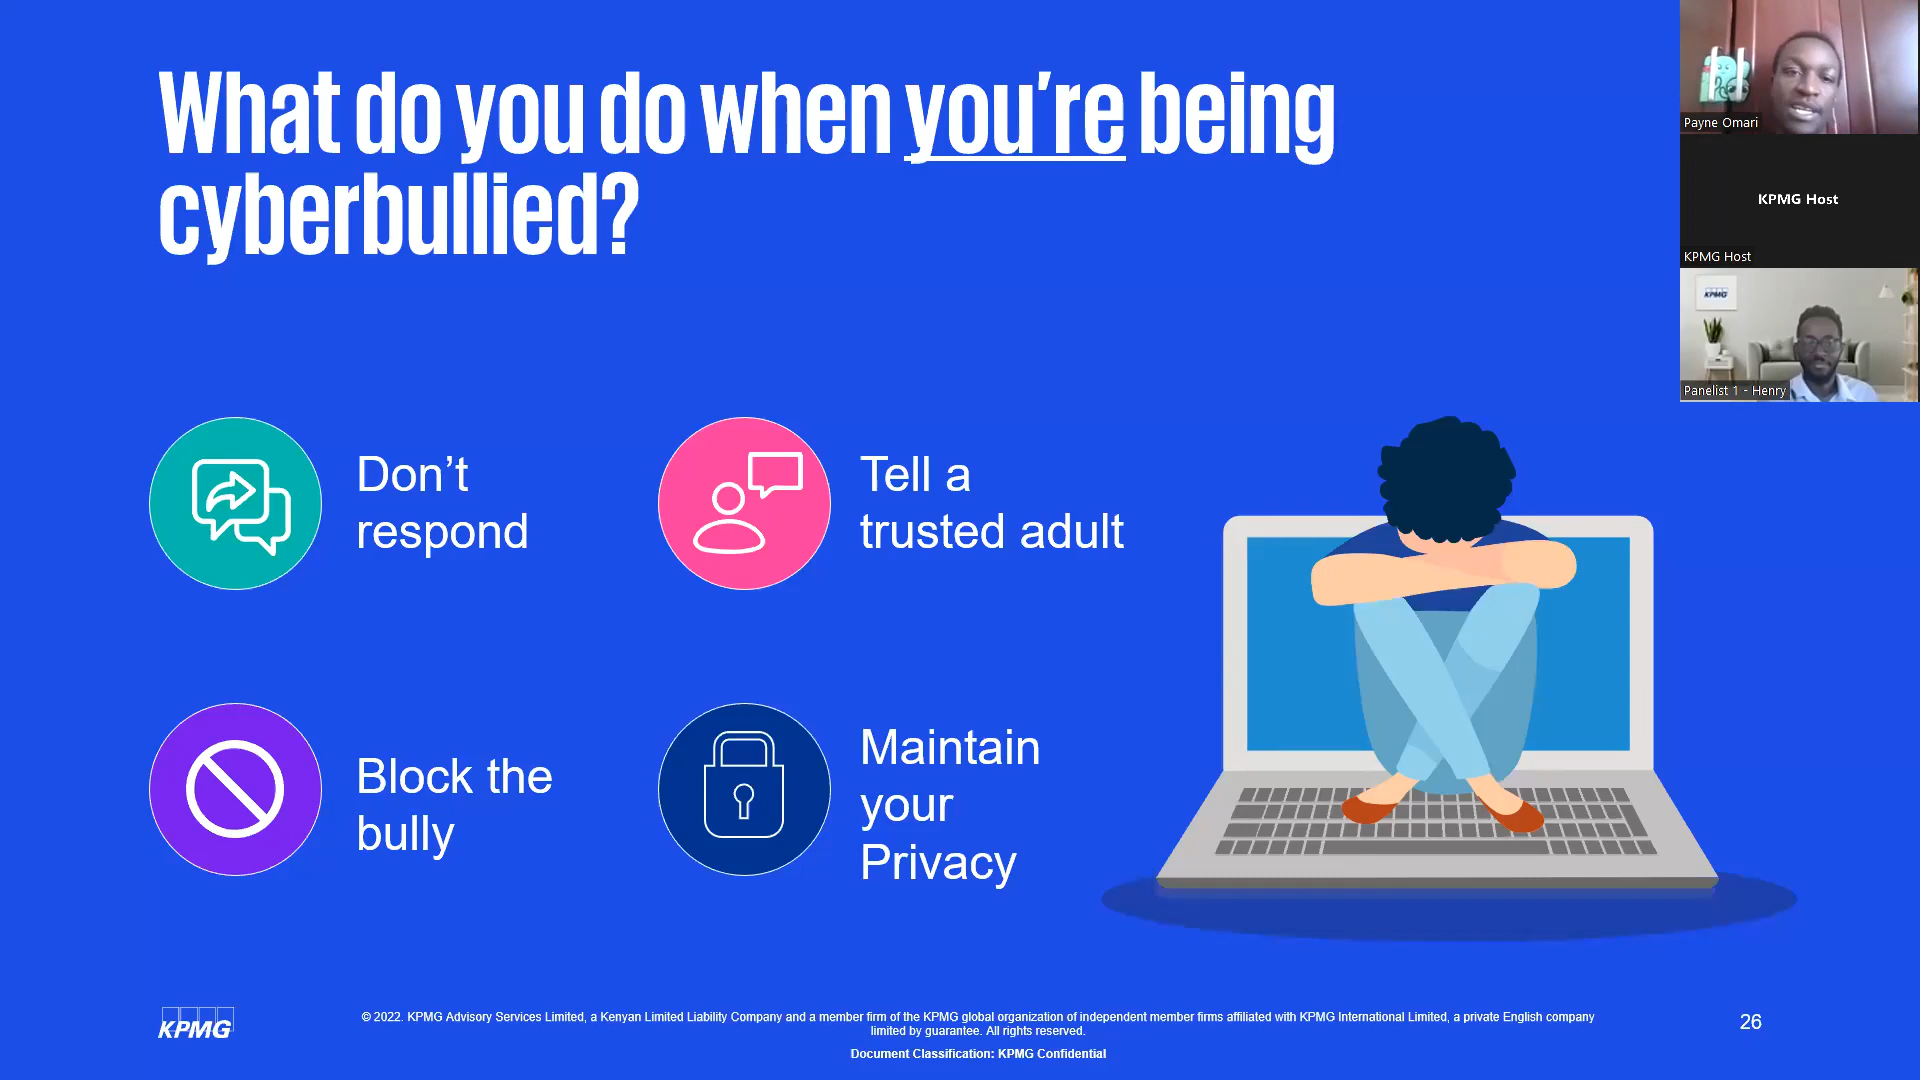 What do you do when you're being
cyberbullied?
Payne Omari
KPMG Host
KPMG Host
KPMG
Panelist 1 - Henry
Don’t
respond
Tell a
trusted adult
Block the
bully
Maintain
your
Privacy
KPMG
© 2022. KPMG Advisory Services Limited, a Kenyan Limited Liability Company and a member firm of the KPMG global organization of independent member firms affiliated with KPMG International Limited, a private English company
limited by guarantee. All rights reserved.
Document Classification: KPMG Confidential
26